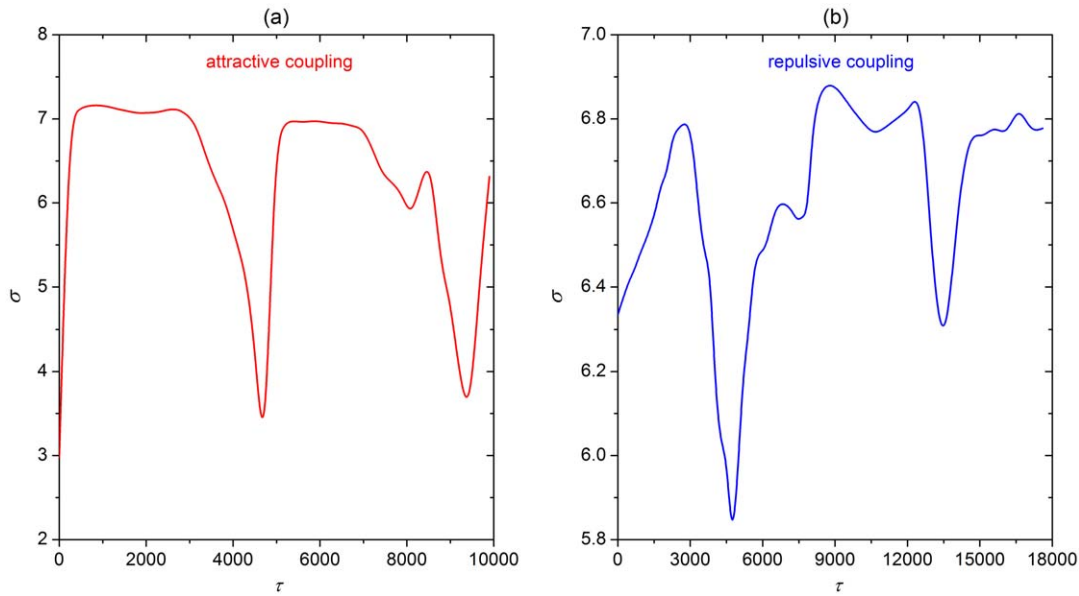 (a)
attractive coupling
8
7
6
5
4
3
2
σ
0 2000 4000 6000 8000 10000
τ
(b)
repulsive coupling
7.0
6.8
6.6
6.4
6.2
6.0
5.8
σ
0 3000 6000 9000 12000 15000 18000
τ